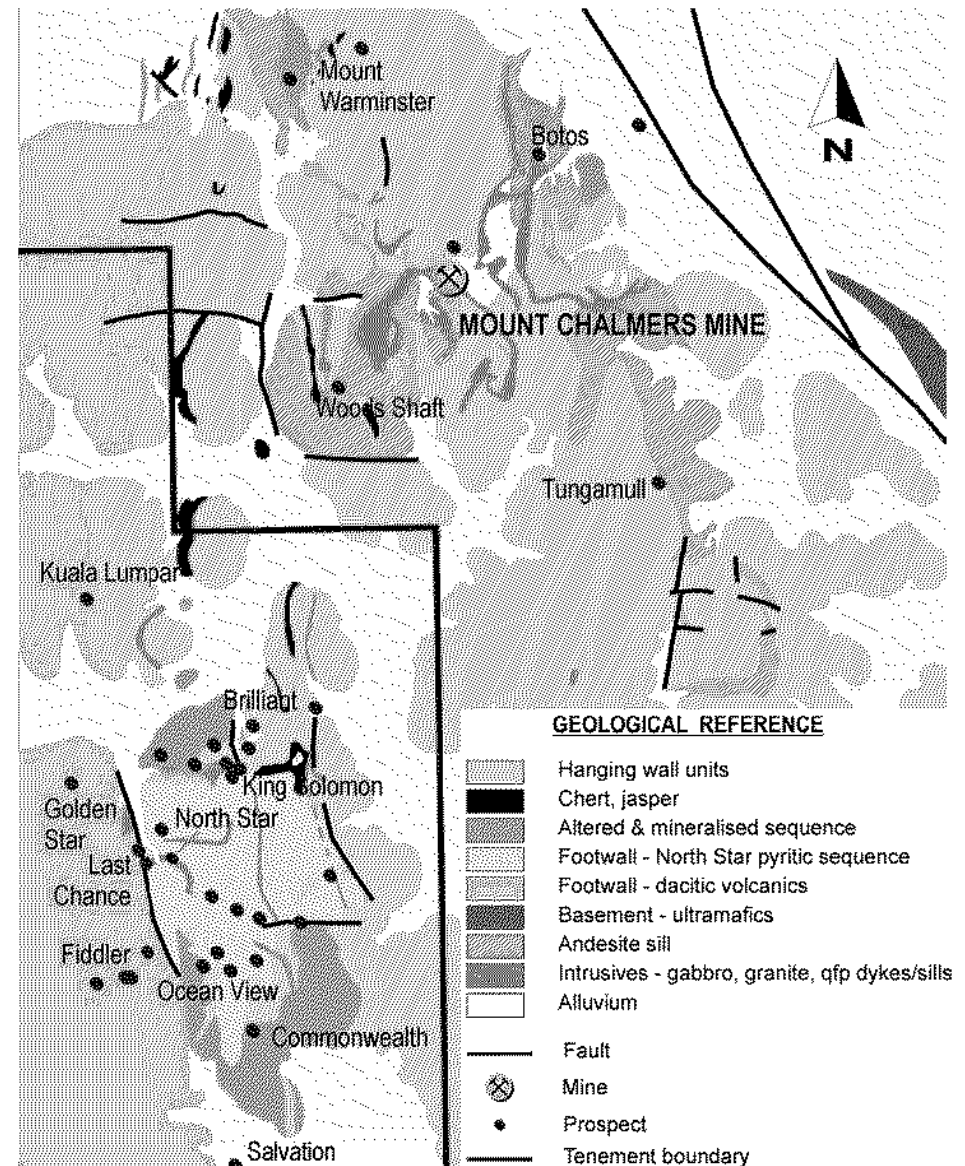 Mount
Warminster
Botos
N
MOUNT CHALMERS MINE
Woods Shaft
Tungamull
Kuala Lumpar
Brilliant
King Solomon
Golden
Star
North Star
Last
Chance
Fiddler
Ocean View
Commonwealth
Salvation
GEOLOGICAL REFERENCE
Hanging wall units
Chert, jasper
Altered & mineralised sequence
Footwall - North Star pyritic sequence
Footwall - dacitic volcanics
Basement - ultramafics
Andesite sill
Intrusives - gabbro, granite, qfp dykes/sills
Alluvium
Fault
Mine
Prospect
Tenement boundary